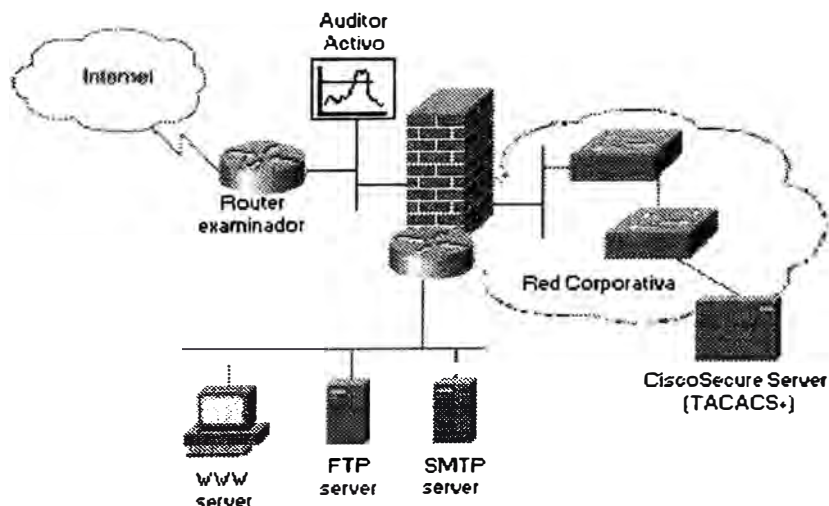 Auditor
Activo
Internet
Router
examinador
Red Corporativa
CiscoSecure Server
(TACACS+)
WWW
server
FTP
server
SMTP
server